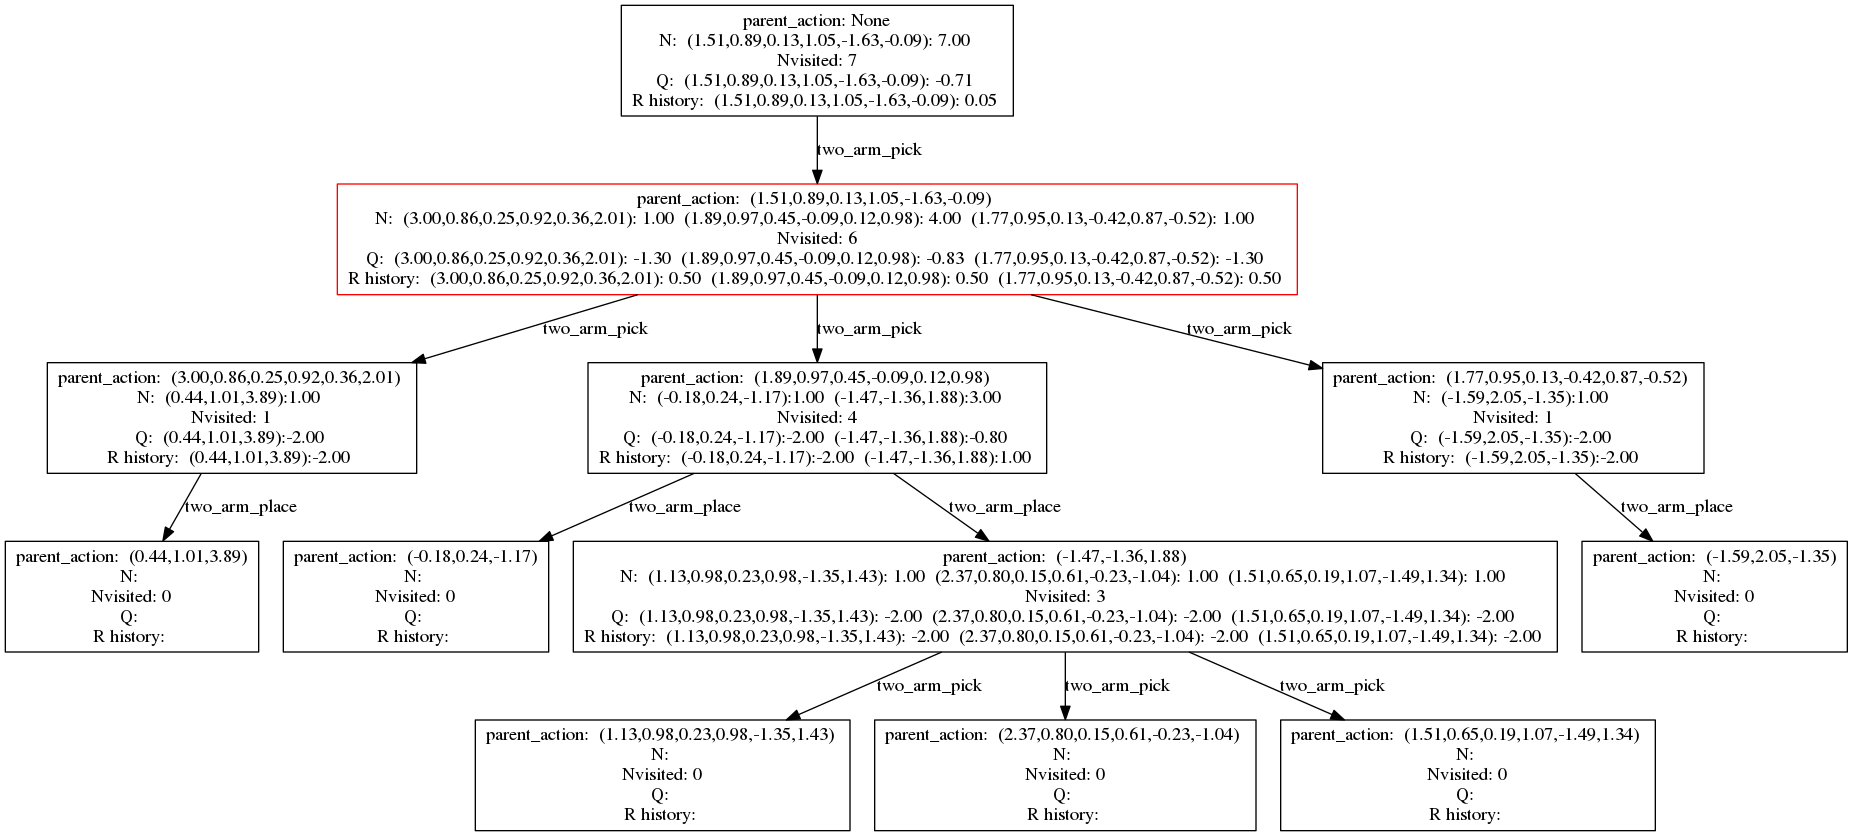 parent_action: None
N: (1.51,0.89,0.13,1.05,-1.63,-0.09): 7.00
Nvisited: 7
Q: (1.51,0.89,0.13,1.05,-1.63,-0.09): -0.71
R history: (1.51,0.89,0.13,1.05,-1.63,-0.09): 0.05
two_arm_pick
parent_action: (1.51,0.89,0.13,1.05,-1.63,-0.09)
N: (3.00,0.86,0.25,0.92,0.36,2.01): 1.00 (1.89,0.97,0.45,-0.09,0.12,0.98): 4.00 (1.77,0.95,0.13,-0.42,0.87,-0.52): 1.00
Nvisited: 6
Q: (3.00,0.86,0.25,0.92,0.36,2.01): -1.30 (1.89,0.97,0.45,-0.09,0.12,0.98): -0.83 (1.77,0.95,0.13,-0.42,0.87,-0.52): -1.30
R history: (3.00,0.86,0.25,0.92,0.36,2.01): 0.50 (1.89,0.97,0.45,-0.09,0.12,0.98): 0.50 (1.77,0.95,0.13,-0.42,0.87,-0.52): 0.50
two_arm_pick
two_arm_pick
two_arm_pick
parent_action: (3.00,0.86,0.25,0.92,0.36,2.01)
N: (0.44,1.01,3.89):1.00
Nvisited: 1
Q: (0.44,1.01,3.89):-2.00
R history: (0.44,1.01,3.89):-2.00
parent_action: (1.89,0.97,0.45,-0.09,0.12,0.98)
N: (-0.18,0.24,-1.17):1.00 (-1.47,-1.36,1.88):3.00
Nvisited: 4
Q: (-0.18,0.24,-1.17):-2.00 (-1.47,-1.36,1.88):-0.80
R history: (-0.18,0.24,-1.17):-2.00 (-1.47,-1.36,1.88):1.00
parent_action: (1.77,0.95,0.13,-0.42,0.87,-0.52)
N: (-1.59,2.05,-1.35):1.00
Nvisited: 1
Q: (-1.59,2.05,-1.35):-2.00
R history: (-1.59,2.05,-1.35):-2.00
two_arm_place
two_arm_place
two_arm_place
two_arm_place
parent_action: (0.44,1.01,3.89)
N:
Nvisited: 0
Q:
R history:
parent_action: (-0.18,0.24,-1.17)
N:
Nvisited: 0
Q:
R history:
parent_action: (-1.47,-1.36,1.88)
N: (1.13,0.98,0.23,0.98,-1.35,1.43): 1.00 (2.37,0.80,0.15,0.61,-0.23,-1.04): 1.00 (1.51,0.65,0.19,1.07,-1.49,1.34): 1.00
Nvisited: 3
Q: (1.13,0.98,0.23,0.98,-1.35,1.43): -2.00 (2.37,0.80,0.15,0.61,-0.23,-1.04): -2.00 (1.51,0.65,0.19,1.07,-1.49,1.34): -2.00
R history: (1.13,0.98,0.23,0.98,-1.35,1.43): -2.00 (2.37,0.80,0.15,0.61,-0.23,-1.04): -2.00 (1.51,0.65,0.19,1.07,-1.49,1.34): -2.00
parent_action: (-1.59,2.05,-1.35)
N:
Nvisited: 0
Q:
R history:
two_arm_pick
two_arm_pick
two_arm_pick
parent_action: (1.13,0.98,0.23,0.98,-1.35,1.43)
N:
Nvisited: 0
Q:
R history:
parent_action: (2.37,0.80,0.15,0.61,-0.23,-1.04)
N:
Nvisited: 0
Q:
R history:
parent_action: (1.51,0.65,0.19,1.07,-1.49,1.34)
N:
Nvisited: 0
Q:
R history: